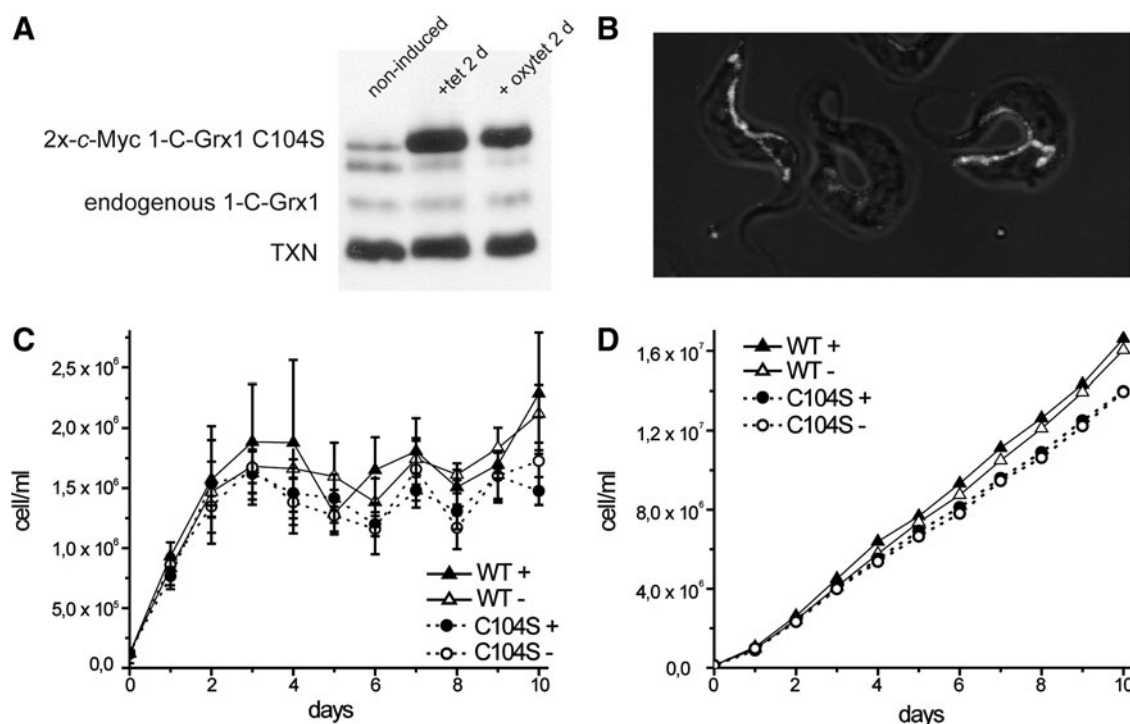 A
non-induced
+tet 2 d
+ oxytet 2 d
2x-c-Myc 1-C-Grx1 C104S
endogenous 1-C-Grx1
TXN
B
C
cell/ml
2,5 x 10⁶
2,0 x 10⁶
1,5 x 10⁶
1,0 x 10⁶
5,0 x 10⁵
0,0
0 2 4 6 8 10
days
WT +
WT -
C104S +
C104S -
D
cell/ml
1,6 x 10⁷
1,2 x 10⁷
8,0 x 10⁶
4,0 x 10⁶
0,0
0 2 4 6 8 10
days
WT +
WT -
C104S +
C104S -